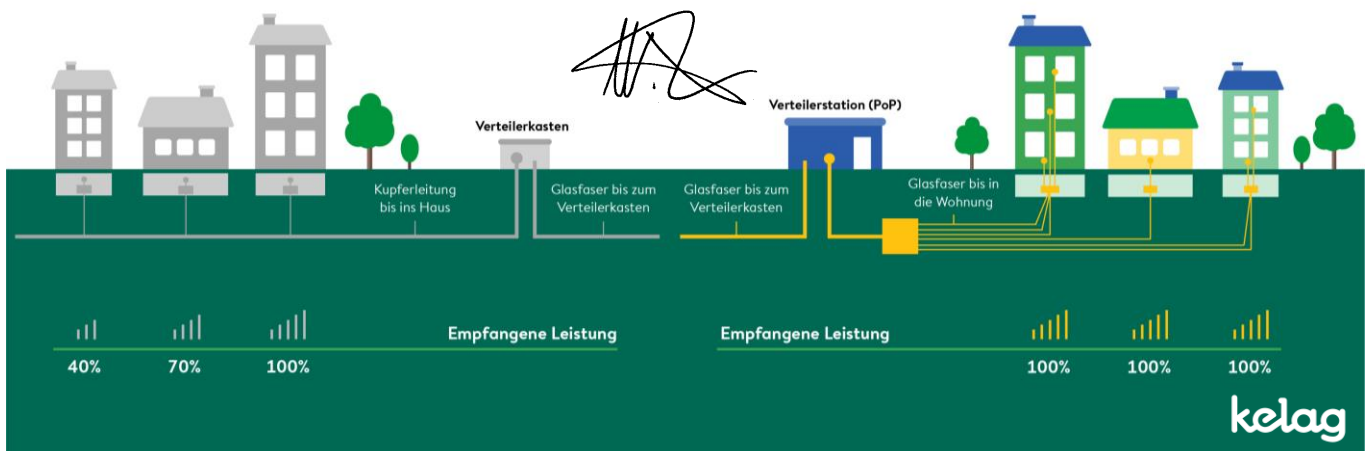 Verteilerkasten
Verteilerstation (PoP)
Kupferleitung
bis ins Haus
Glasfaser bis zum
Verteilerkasten
Glasfaser bis zum
Verteilerkasten
Glasfaser bis in
die Wohnung
Empfangene Leistung
40%
70%
100%
Empfangene Leistung
100%
100%
100%
kelag